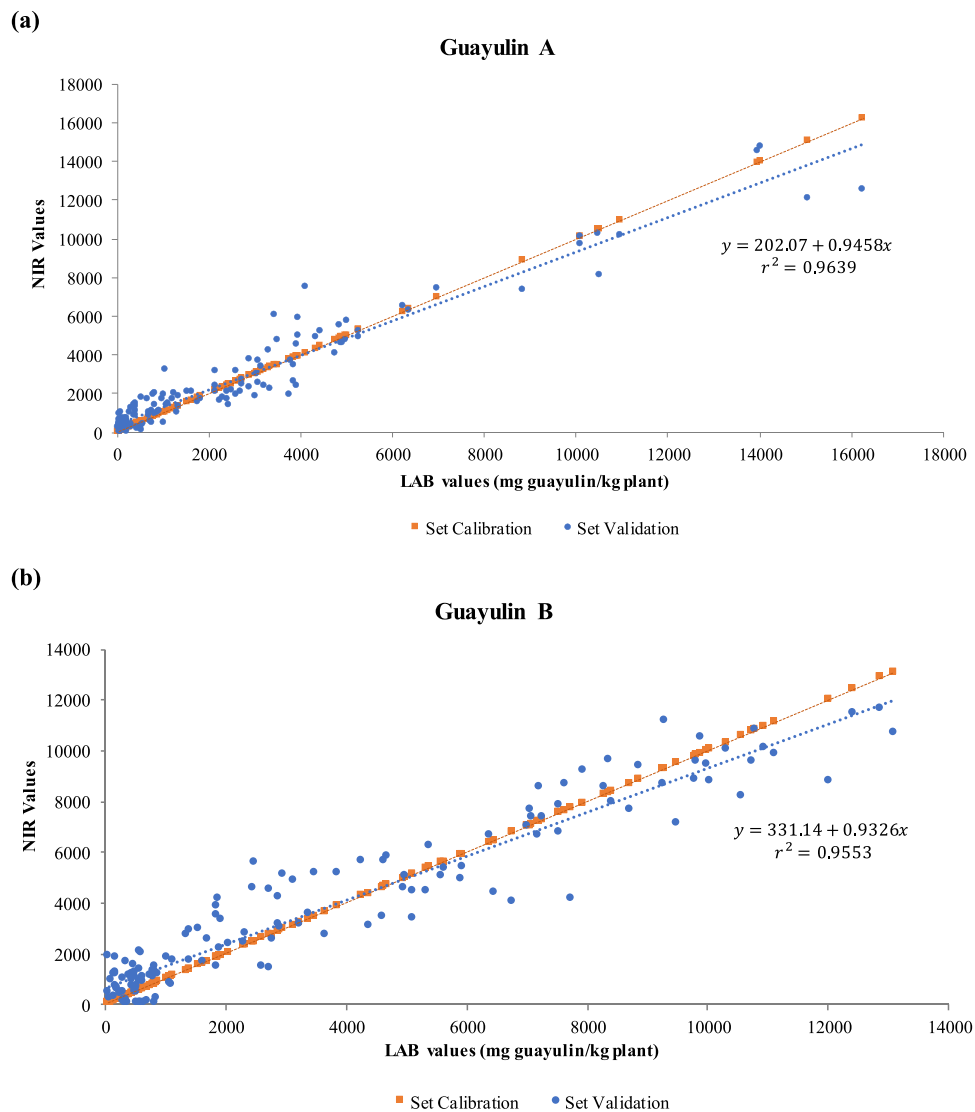 (a)
Guayulin A
18000
16000
14000
12000
10000
8000
6000
4000
2000
0
NIR Values
y = 202.07 + 0.9458x
r² = 0.9639
0 2000 4000 6000 8000 10000 12000 14000 16000 18000
LAB values (mg guayulin/kg plant)
Set Calibration Set Validation
(b)
Guayulin B
14000
12000
10000
8000
6000
4000
2000
0
NIR Values
y = 331.14 + 0.9326x
r² = 0.9553
0 2000 4000 6000 8000 10000 12000 14000
LAB values (mg guayulin/kg plant)
Set Calibration Set Validation